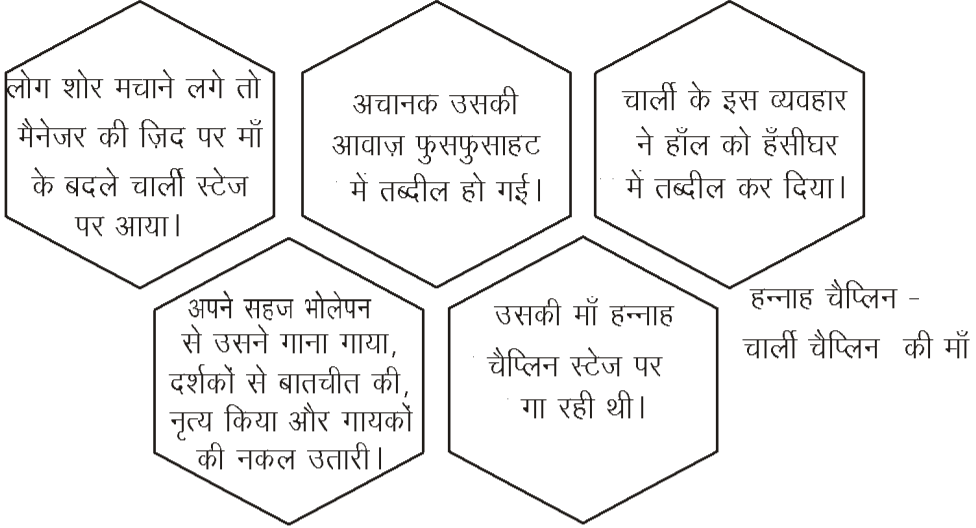 लोग शोर मचाने लगे तो
मैनेजर की ज़िद पर माँ
के बदले चार्ली स्टेज
पर आया।
अचानक उसकी
आवाज़ फुसफुसाहट
में तब्दील हो गई।
चार्ली के इस व्यवहार
ने हॉल को हँसीघर
में तब्दील कर दिया।
अपने सहज भोलेपन
से उसने गाना गाया,
दर्शकों से बातचीत की,
नृत्य किया और गायकों
की नकल उतारी।
उसकी माँ हन्नाह
चैप्लिन स्टेज पर
गा रही थी।
हन्नाह चैप्लिन -
चार्ली चैप्लिन की माँ